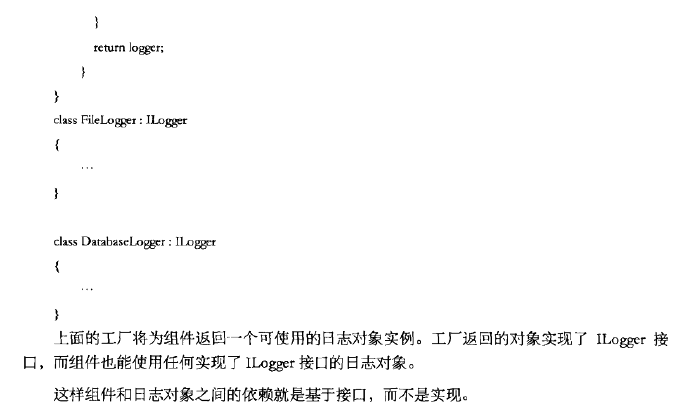 }
return logger;
}
}
class FileLogger : ILogger
{
...
}
class DatabaseLogger : ILogger
{
...
}
上面的工厂将为组件返回一个可使用的日志对象实例。工厂返回的对象实现了 ILogger 接
口，而组件也能使用任何实现了 ILogger 接口的日志对象。
这样组件和日志对象之间的依赖就是基于接口，而不是实现。